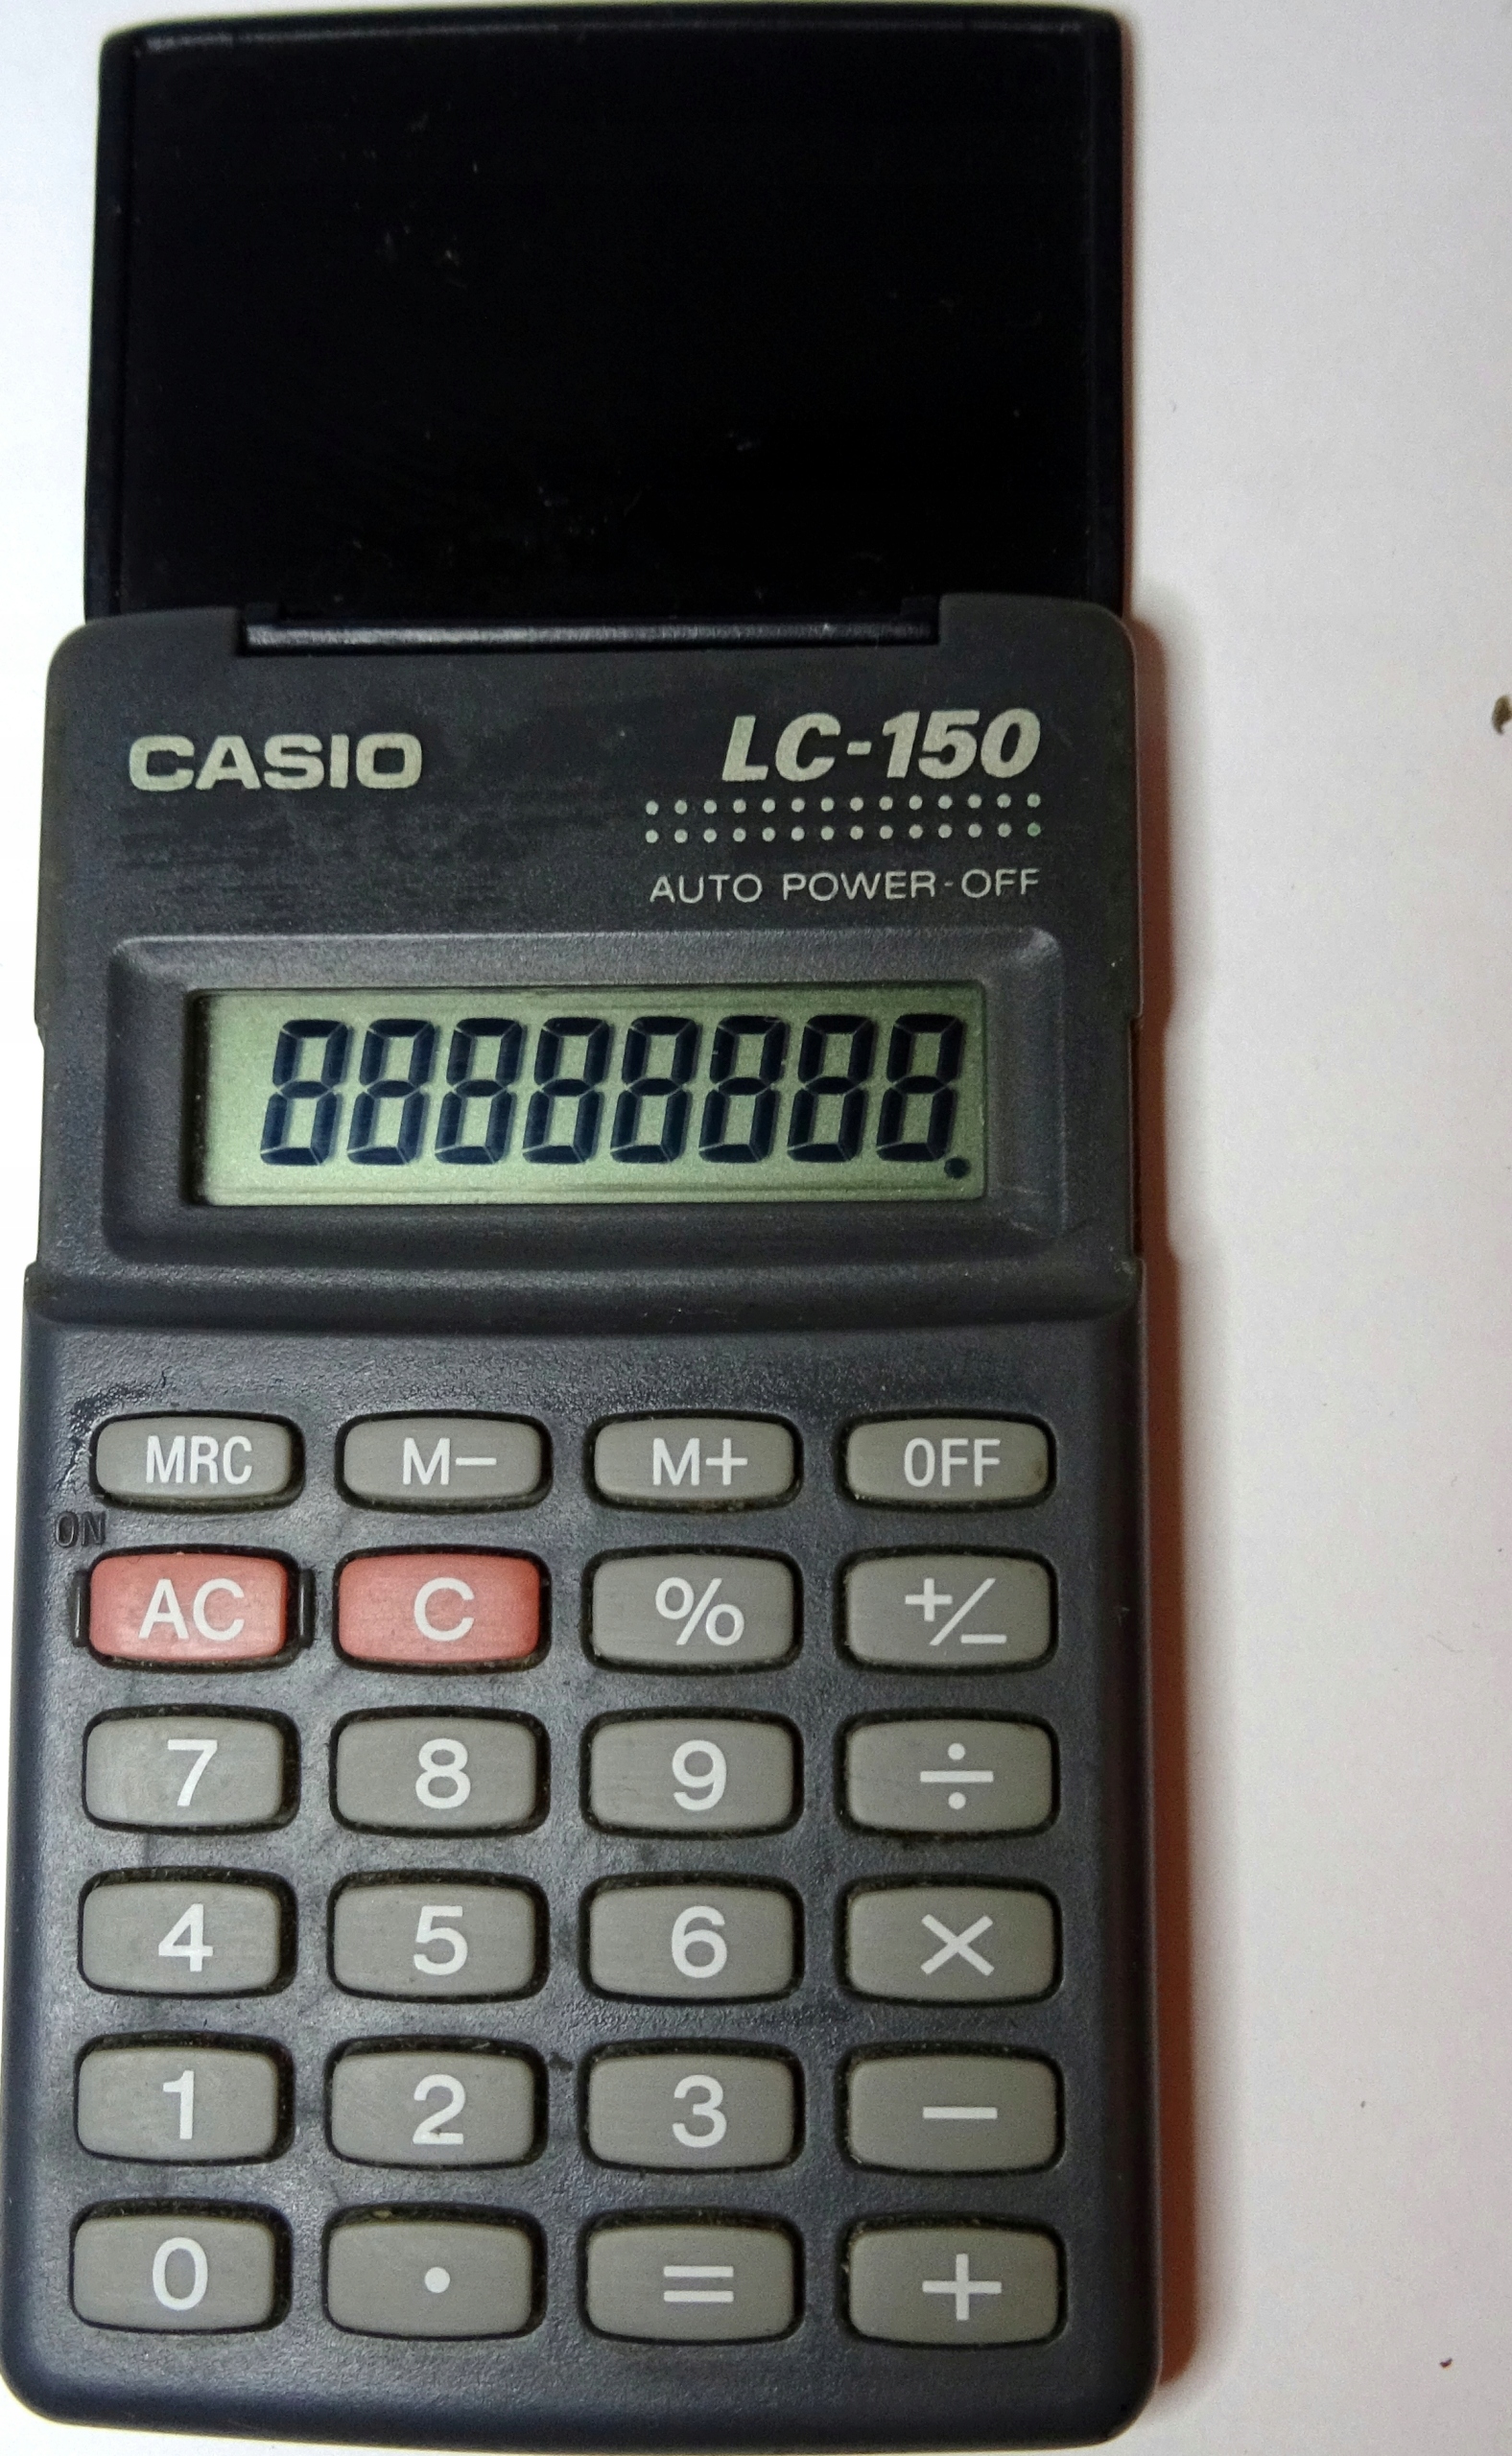 CASIO LC-150
AUTO POWER-OFF
88888888.
MRC M− M+ OFF
ON
AC C % +/−
7 8 9 ÷
4 5 6 ×
1 2 3 −
0 · = +